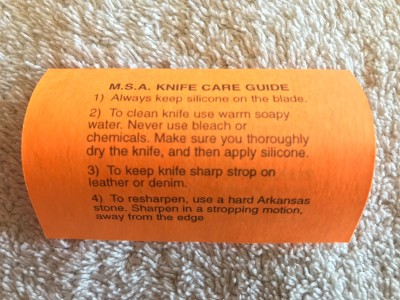 M.S.A. KNIFE CARE GUIDE
1) Always keep silicone on the blade.
2) To clean knife use warm soapy
water. Never use bleach or
chemicals. Make sure you thoroughly
dry the knife, and then apply silicone.
3) To keep knife sharp strop on
leather or denim.
4) To resharpen, use a hard Arkansas
stone. Sharpen in a stropping motion,
away from the edge